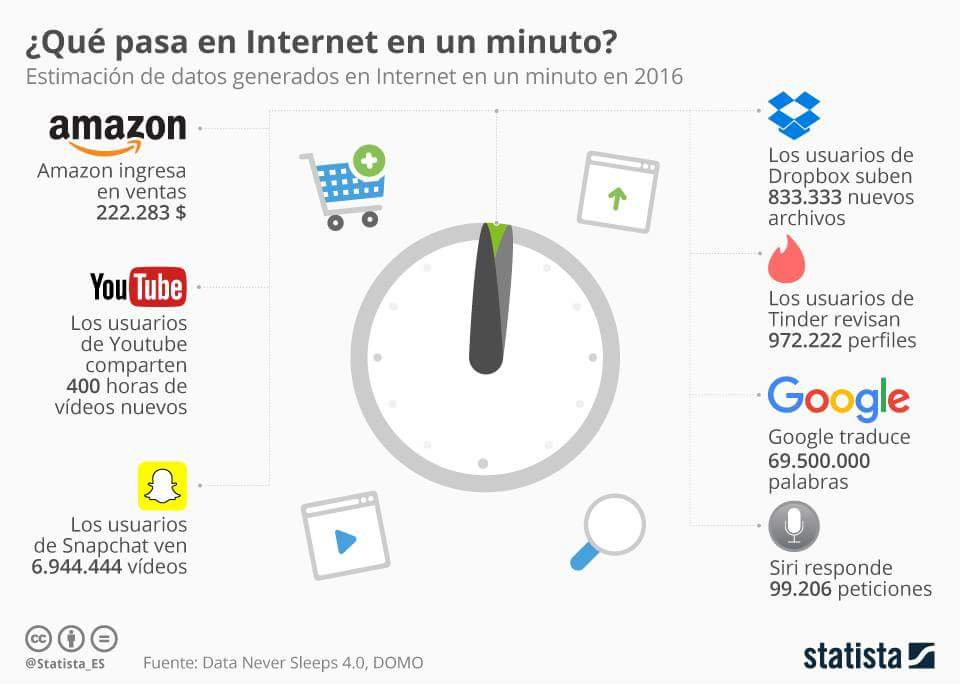 ¿Qué pasa en Internet en un minuto?
Estimación de datos generados en Internet en un minuto en 2016
amazon
Amazon ingresa
en ventas
222.283 $
YouTube
Los usuarios
de Youtube
comparten
400 horas de
vídeos nuevos
Los usuarios
de Snapchat ven
6.944.444 vídeos
Los usuarios de
Dropbox suben
833.333 nuevos
archivos
Los usuarios de
Tinder revisan
972.222 perfiles
Google
Google traduce
69.500.000
palabras
Siri responde
99.206 peticiones
cc
@Statista_ES
Fuente: Data Never Sleeps 4.0, DOMO
statista